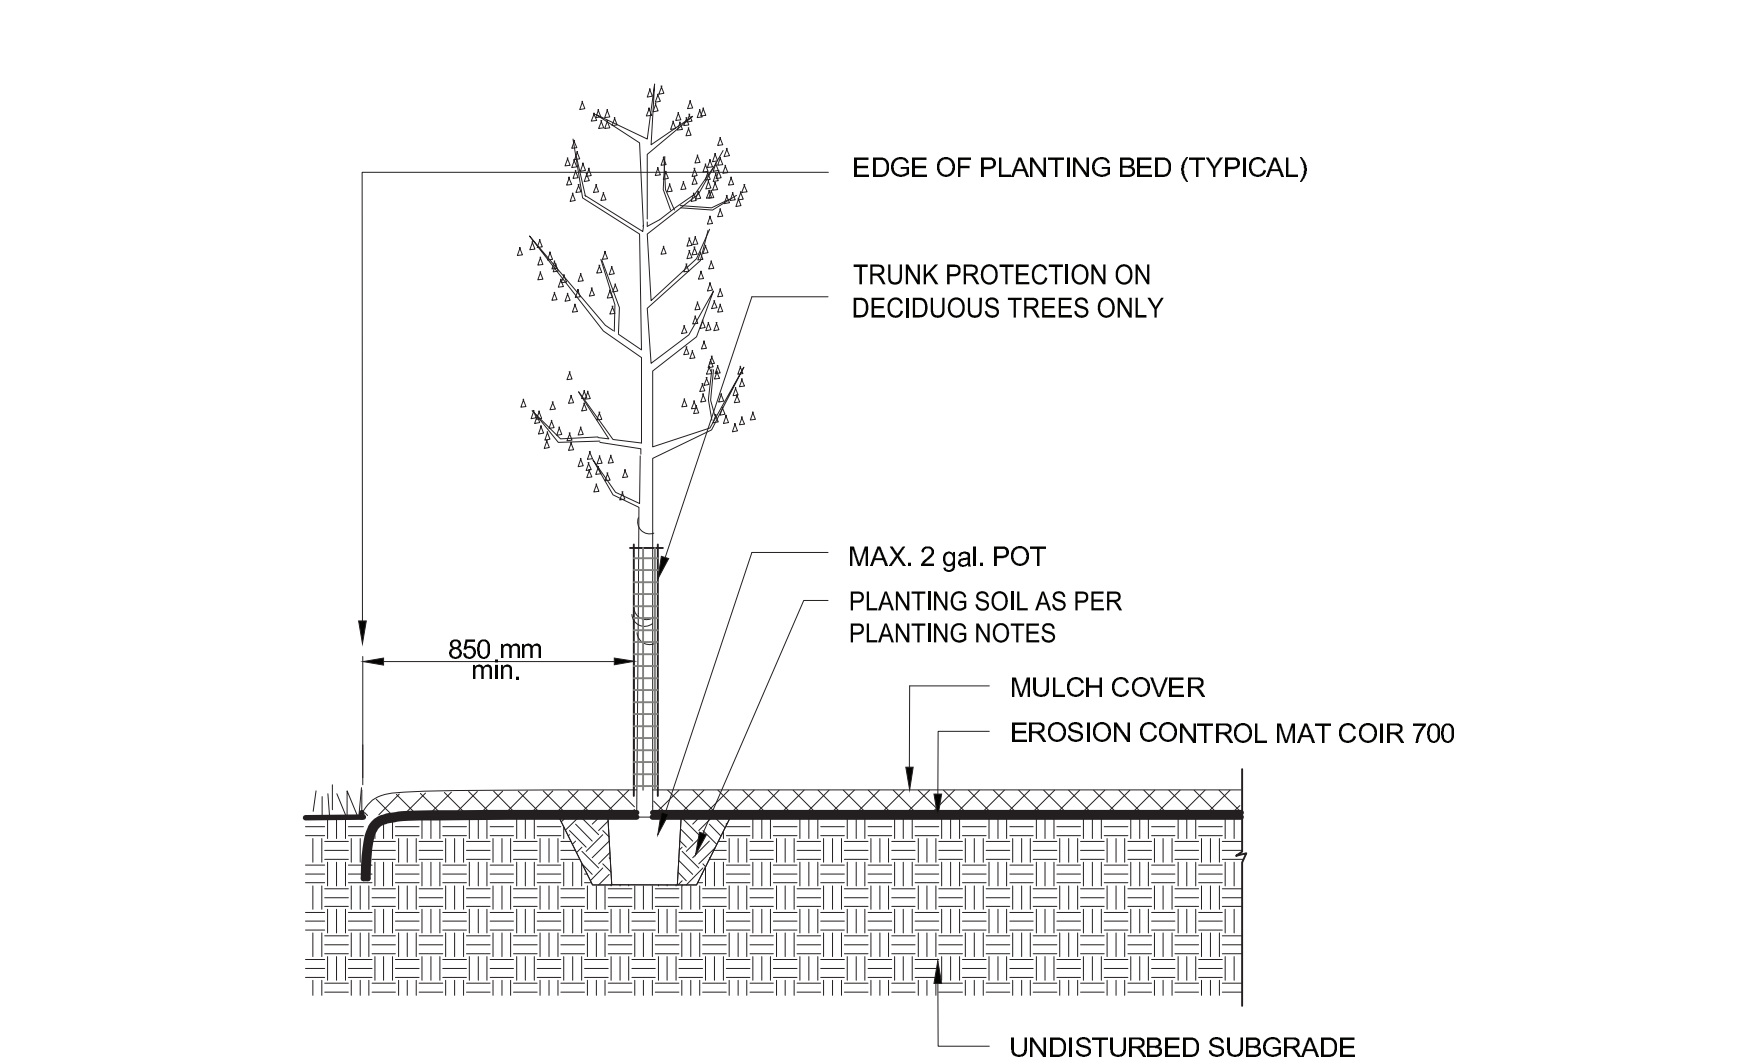 EDGE OF PLANTING BED (TYPICAL)
TRUNK PROTECTION ON
DECIDUOUS TREES ONLY
MAX. 2 gal. POT
PLANTING SOIL AS PER
PLANTING NOTES
850 mm
min.
MULCH COVER
EROSION CONTROL MAT COIR 700
UNDISTURBED SUBGRADE